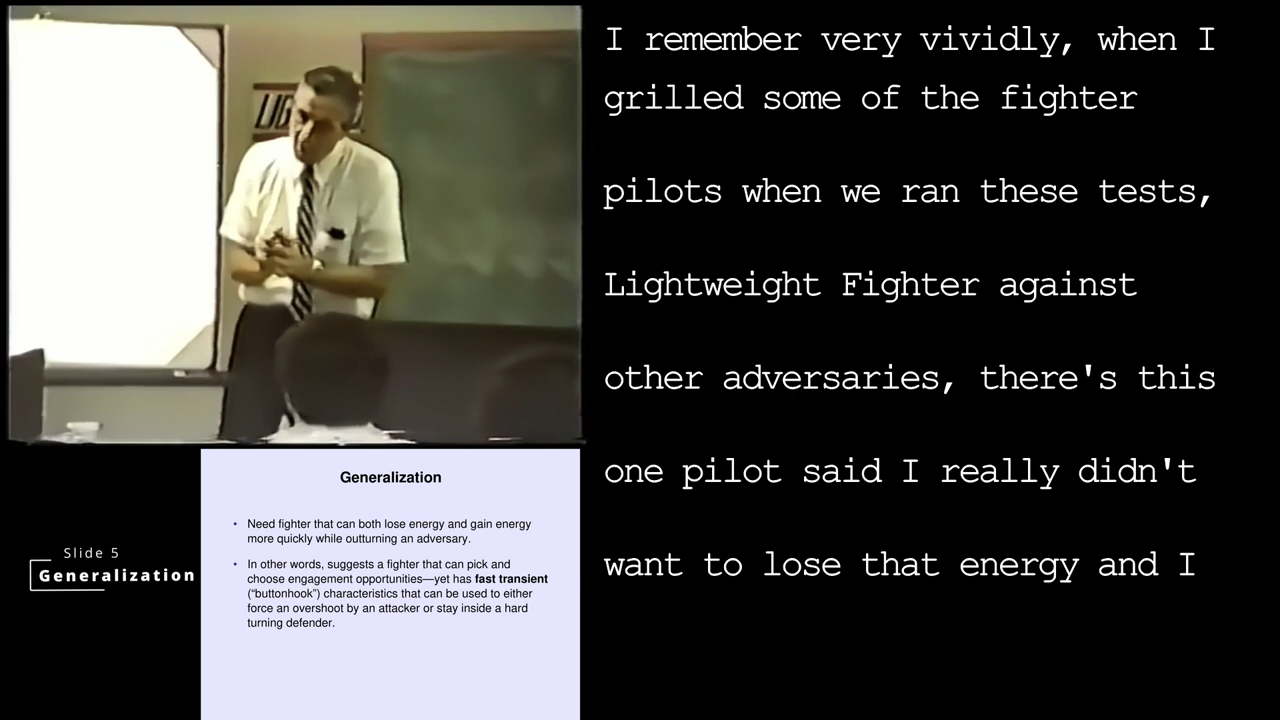 I remember very vividly, when I
grilled some of the fighter
pilots when we ran these tests,
Lightweight Fighter against
other adversaries, there's this
one pilot said I really didn't
want to lose that energy and I
Slide 5
Generalization
Generalization
• Need fighter that can both lose energy and gain energy
more quickly while outturning an adversary.
• In other words, suggests a fighter that can pick and
choose engagement opportunities—yet has fast transient
(“buttonhook”) characteristics that can be used to either
force an overshoot by an attacker or stay inside a hard
turning defender.